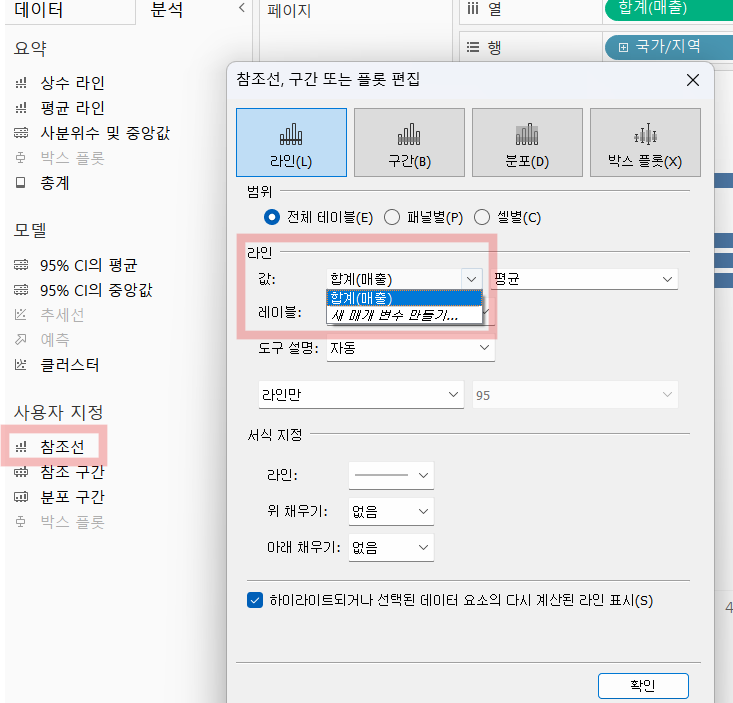 데이터
분석
페이지
열
합계(매출)
행
국가/지역
요약
상수 라인
평균 라인
사분위수 및 중앙값
박스 플롯
총계
모델
95% CI의 평균
95% CI의 중앙값
추세선
예측
클러스터
사용자 지정
참조선
참조 구간
분포 구간
박스 플롯
참조선, 구간 또는 플롯 편집
라인(L)
구간(B)
분포(D)
박스 플롯(X)
범위
전체 테이블(E)
패널별(P)
셀별(C)
라인
값:
합계(매출)
평균
합계(매출)
새 매개 변수 만들기...
레이블:
도구 설명:
자동
라인만
95
서식 지정
라인:
위 채우기:
없음
아래 채우기:
없음
하이라이트되거나 선택된 데이터 요소의 다시 계산된 라인 표시(S)
4
확인